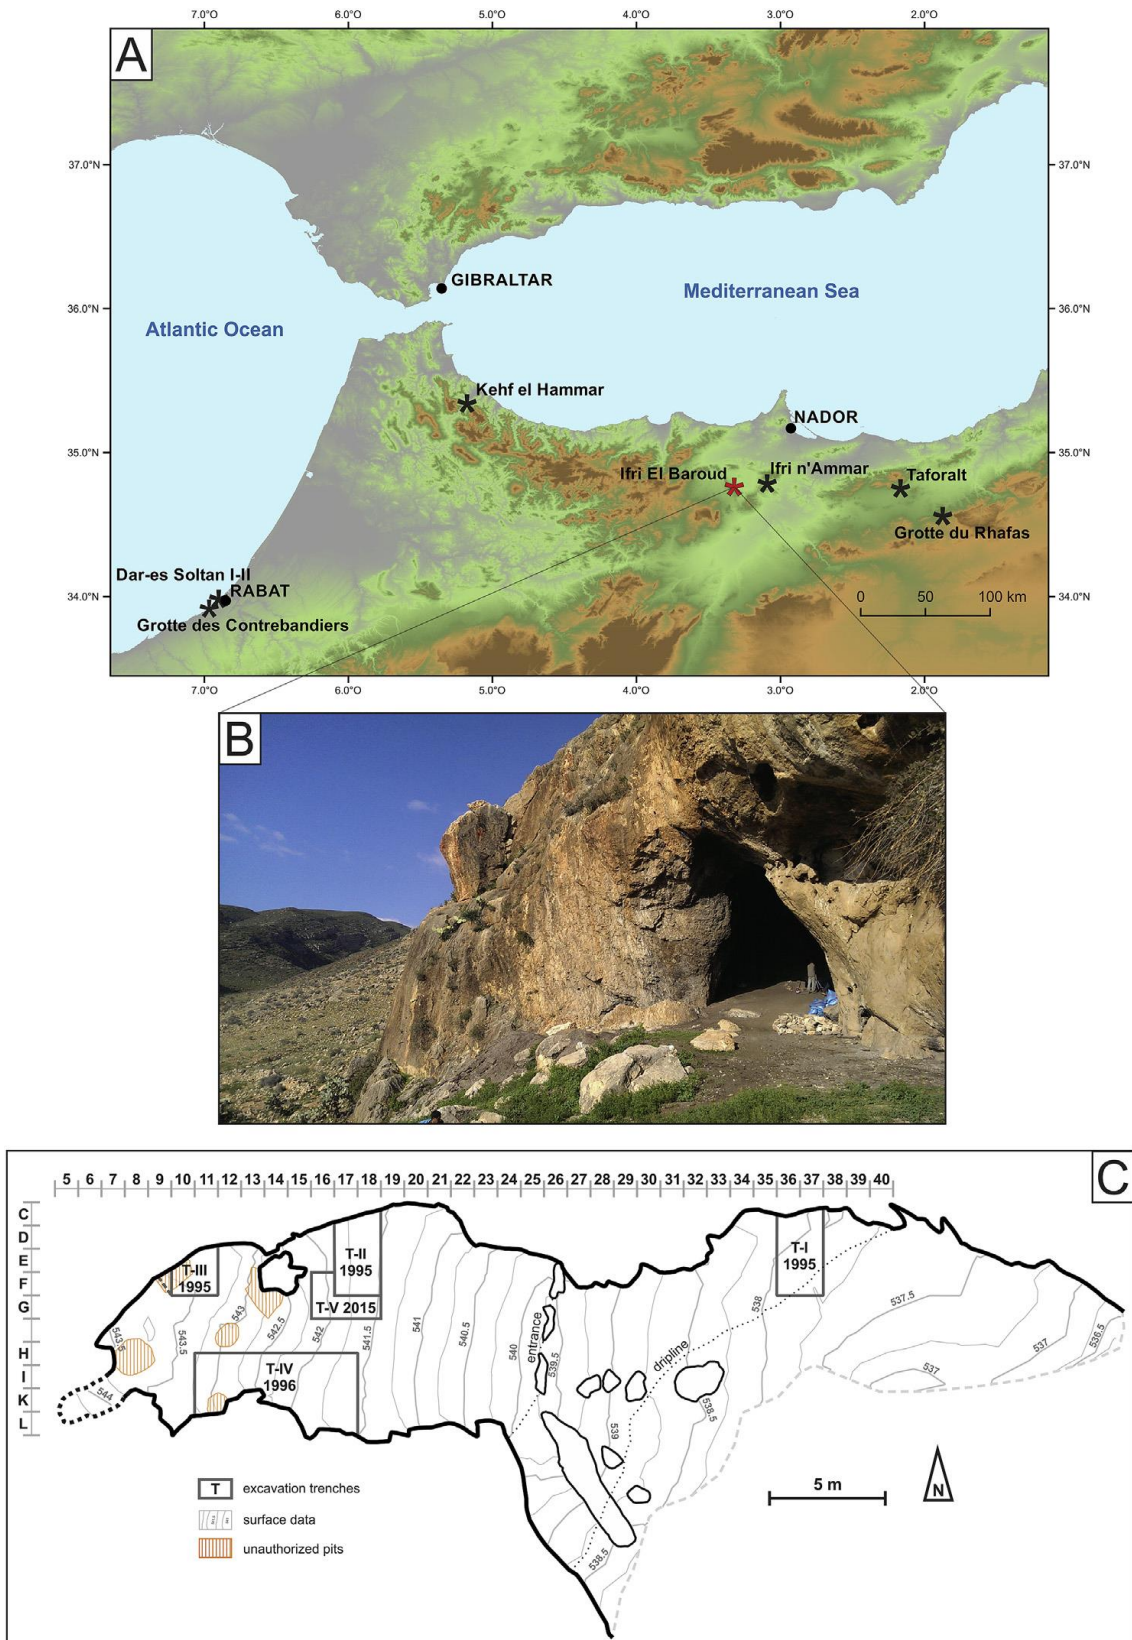 7.0°O 6.0°O 5.0°O 4.0°O 3.0°O 2.0°O
A
37.0°N 37.0°N
GIBRALTAR
Mediterranean Sea
36.0°N 36.0°N
Atlantic Ocean
Kehf el Hammar
NADOR
35.0°N 35.0°N
Ifri n'Ammar
Ifri El Baroud
Taforalt
Grotte du Rhafas
Dar-es Soltan I-II
RABAT
34.0°N 34.0°N
0 50 100 km
Grotte des Contrebandiers
7.0°O 6.0°O 5.0°O 4.0°O 3.0°O 2.0°O
B
C
5 6 7 8 9 10 11 12 13 14 15 16 17 18 19 20 21 22 23 24 25 26 27 28 29 30 31 32 33 34 35 36 37 38 39 40
C
D
E
F
G
H
I
K
L
T-III
1995
T-II
1995
T-V 2015
T-IV
1996
T-I
1995
543.5
543.5
543
542.5
542
541.5
541
540.5
540
539.5
539
538.5
538.5
538
537.5
537
537
536.5
544
entrance
dripline
T excavation trenches
surface data
unauthorized pits
5 m
N